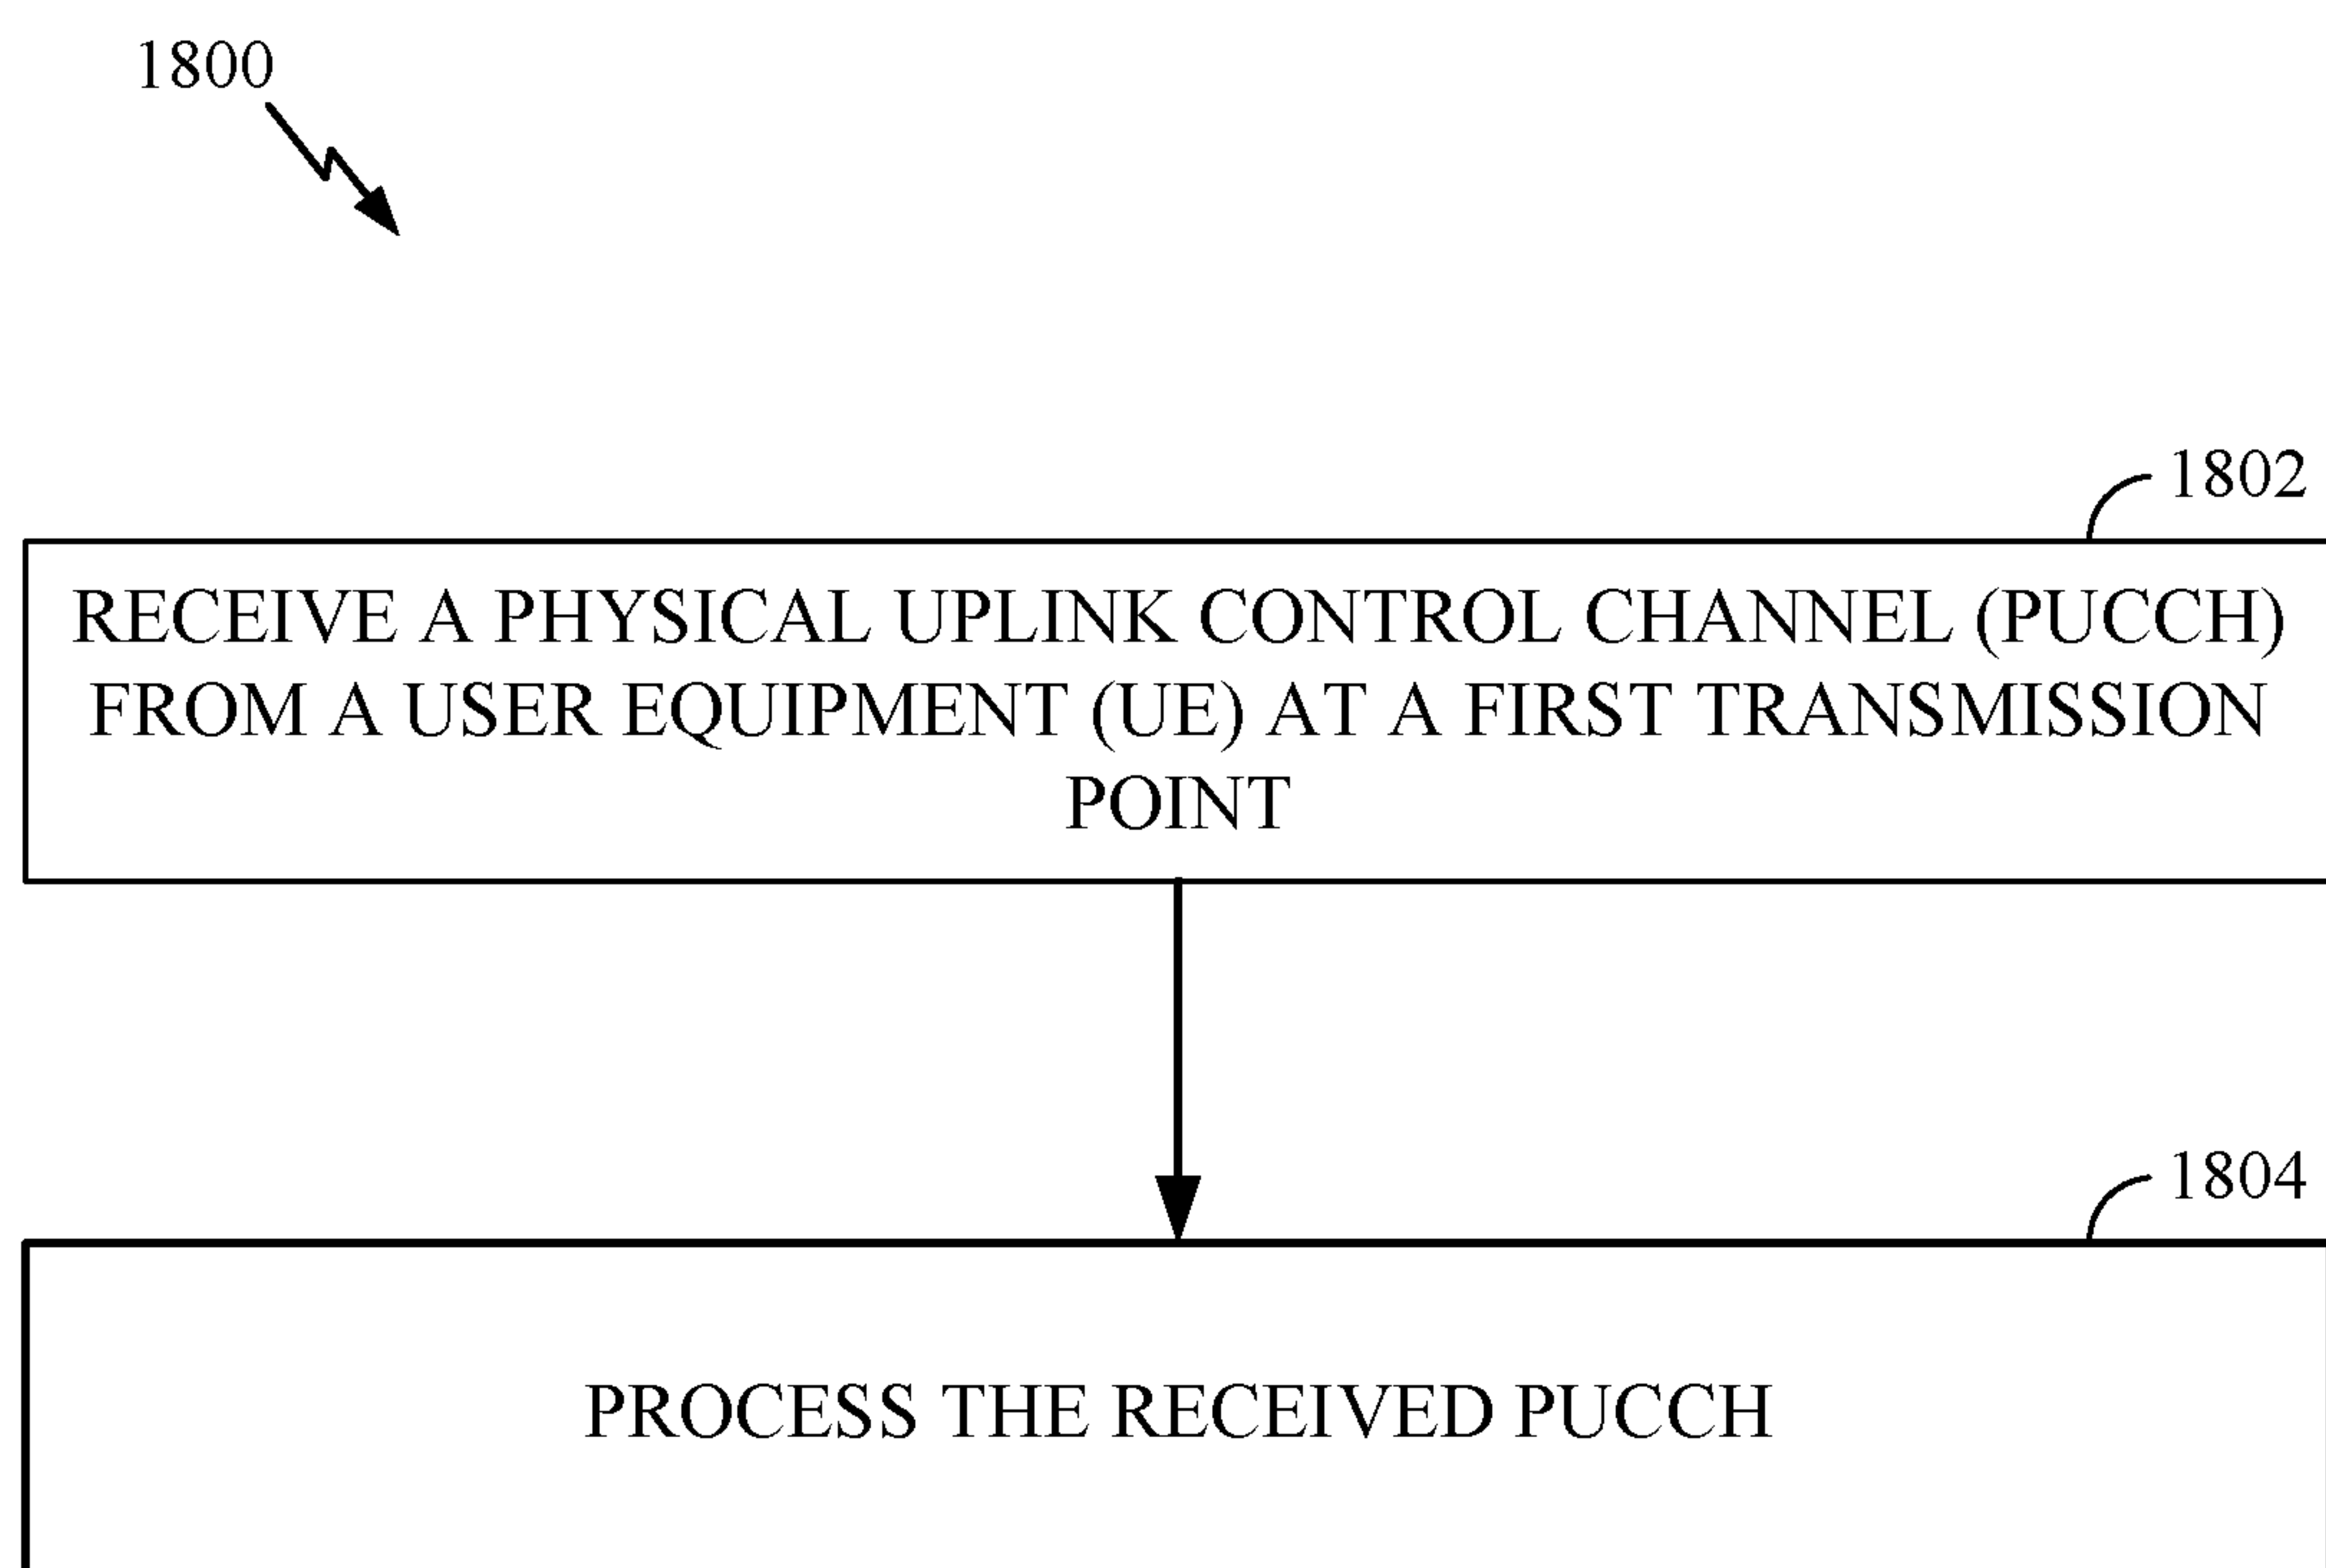 1800
1802
RECEIVE A PHYSICAL UPLINK CONTROL CHANNEL (PUCCH)
FROM A USER EQUIPMENT (UE) AT A FIRST TRANSMISSION
POINT
1804
PROCESS THE RECEIVED PUCCH